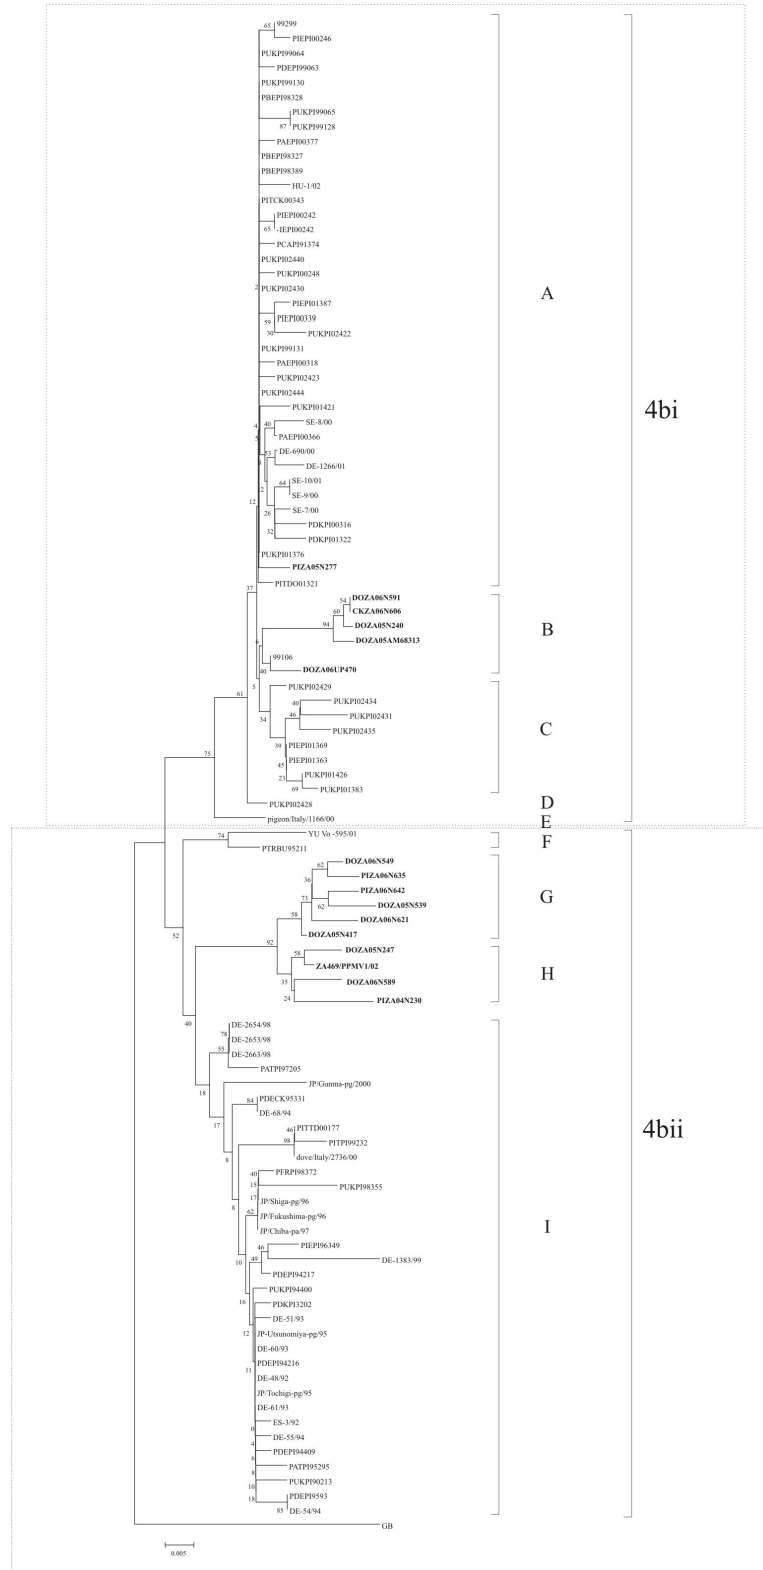 65
99299
PIEPI00246
PUKPI99064
PDEPI99063
PUKPI99130
PBEPI98328
PUKPI99065
87
PUKPI99128
PAEPI00377
PBEPI98327
PBEPI98389
HU-1/02
PITCK00343
PIEPI00242
65
-IEPI00242
PCAPI91374
PUKPI02440
PUKPI00248
2
PUKPI02430
A
PIEPI01387
59
PIEPI00339
30
PUKPI02422
PUKPI99131
PAEPI00318
PUKPI02423
PUKPI02444
PUKPI01421
4bi
4
40
SE-8/00
5
PAEPI00366
53
DE-690/00
8
DE-1266/01
64
SE-10/01
2
SE-9/00
12
26
SE-7/00
PDKPI00316
32
PDKPI01322
PUKPI01376
PIZA05N277
PITDO01321
37
54
DOZA06N591
60
CKZA06N606
94
DOZA05N240
B
6
DOZA05AM68313
99106
40
DOZA06UP470
5
PUKPI02429
61
34
40
PUKPI02434
46
PUKPI02431
PUKPI02435
C
39
PIEPI01369
75
45
PIEPI01363
23
PUKPI01426
69
PUKPI01383
PUKPI02428
D
pigeon/Italy/1166/00
E
74
YU Vo -595/01
F
PTRBU95211
62
DOZA06N549
36
PIZA06N635
73
PIZA06N642
G
62
DOZA05N539
58
DOZA06N621
52
DOZA05N417
92
58
DOZA05N247
ZA469/PPMV1/02
H
35
DOZA06N589
24
PIZA04N230
40
DE-2654/98
78
DE-2653/98
55
DE-2663/98
PATPI97205
18
JP/Gunma-pg/2000
84
PDECK95331
17
DE-68/94
4bii
46
PITTD00177
98
PITPI99232
8
dove/Italy/2736/00
40
PFRPI98372
15
PUKPI98355
8
17
JP/Shiga-pg/96
62
JP/Fukushima-pg/96
JP/Chiba-pa/97
I
46
PIEPI96349
10
49
DE-1383/99
PDEPI94217
PUKPI94400
16
PDKPI3202
DE-51/93
12
JP-Utsunomiya-pg/95
DE-60/93
11
PDEPI94216
DE-48/92
JP/Tochigi-pg/95
DE-61/93
0
ES-3/92
4
DE-55/94
6
PDEPI94409
8
PATPI95295
10
PUKPI90213
18
PDEPI9593
85
DE-54/94
GB
0.005